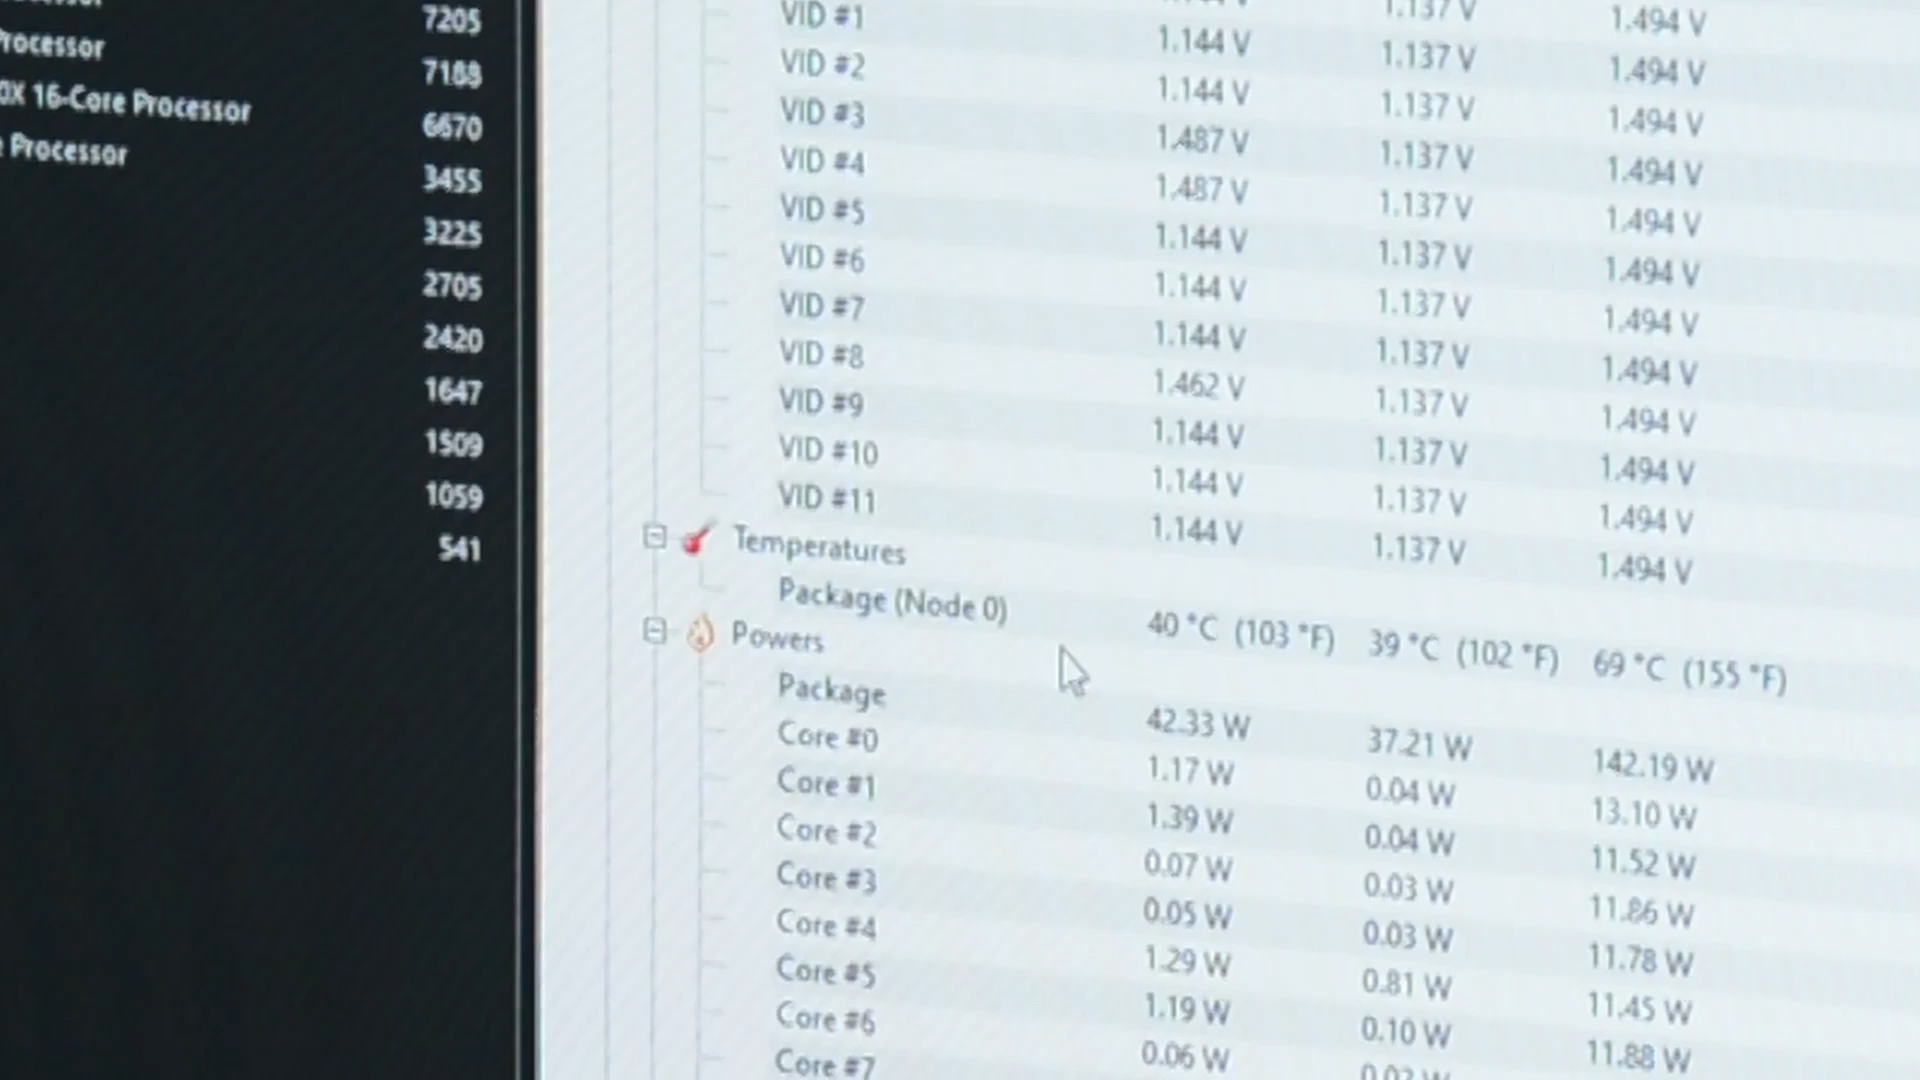 7205
Processor 7188
0X 16-Core Processor 6670
Processor 3455
3225
2705
2420
1647
1509
1059
541
1.137 V 1.494 V
VID #1 1.144 V 1.137 V 1.494 V
VID #2 1.144 V 1.137 V 1.494 V
VID #3 1.487 V 1.137 V 1.494 V
VID #4 1.487 V 1.137 V 1.494 V
VID #5 1.144 V 1.137 V 1.494 V
VID #6 1.144 V 1.137 V 1.494 V
VID #7 1.144 V 1.137 V 1.494 V
VID #8 1.462 V 1.137 V 1.494 V
VID #9 1.144 V 1.137 V 1.494 V
VID #10 1.144 V 1.137 V 1.494 V
VID #11 1.144 V 1.137 V 1.494 V
Temperatures
Package (Node 0) 40 °C (103 °F) 39 °C (102 °F) 69 °C (155 °F)
Powers
Package 42.33 W 37.21 W 142.19 W
Core #0 1.17 W 0.04 W 13.10 W
Core #1 1.39 W 0.04 W 11.52 W
Core #2 0.07 W 0.03 W 11.86 W
Core #3 0.05 W 0.03 W 11.78 W
Core #4 1.29 W 0.81 W 11.45 W
Core #5 1.19 W 0.10 W 11.88 W
Core #6 0.06 W
Core #7